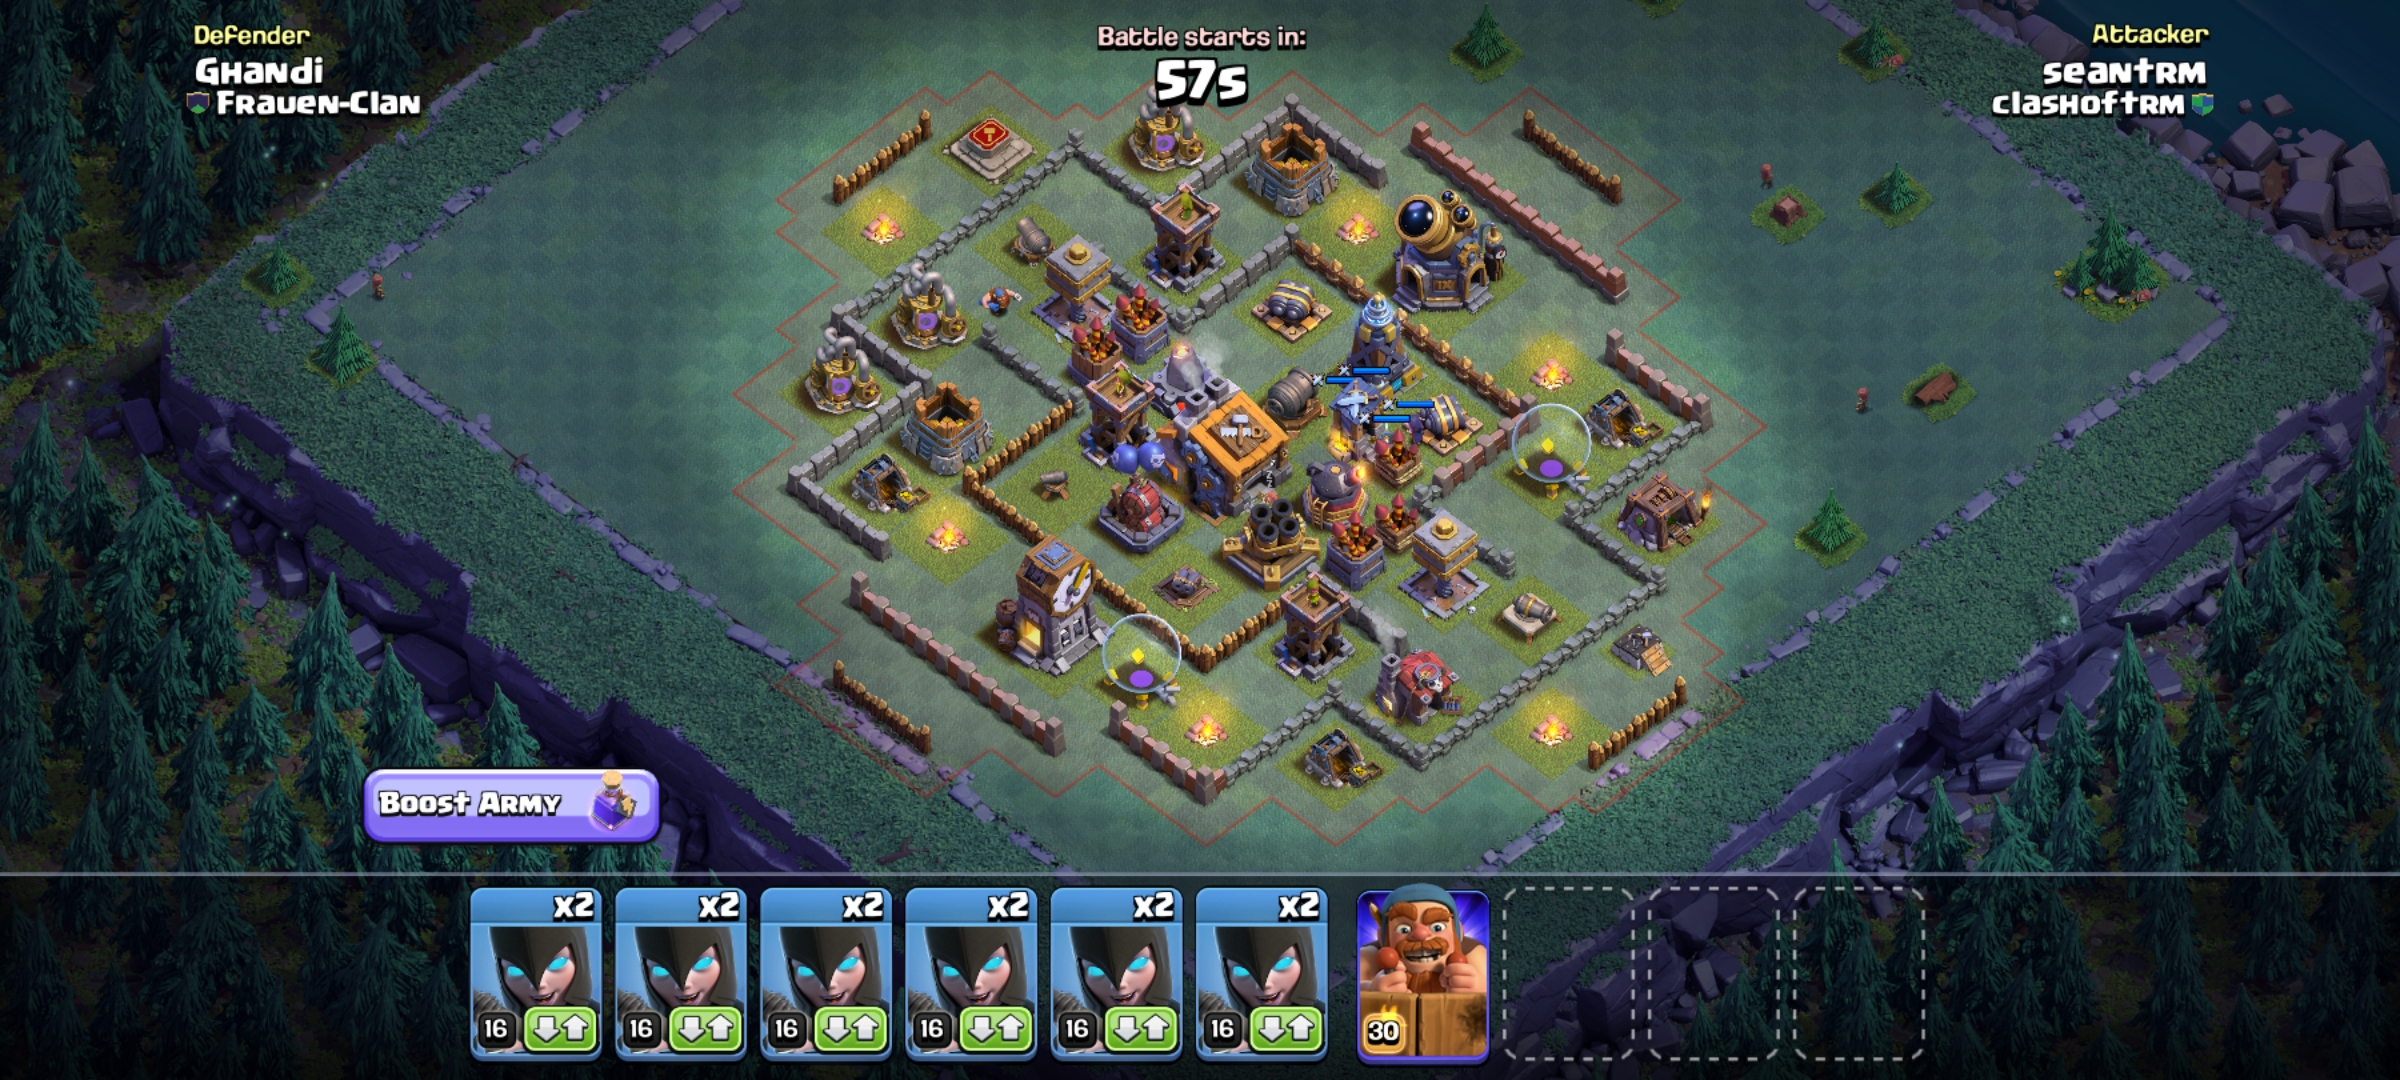 Defender
Ghandi
Frauen-Clan
Battle starts in:
57s
Attacker
seantRM
clashoftRM
Boost Army
x2
x2
x2
x2
x2
x2
16
16
16
16
16
16
30